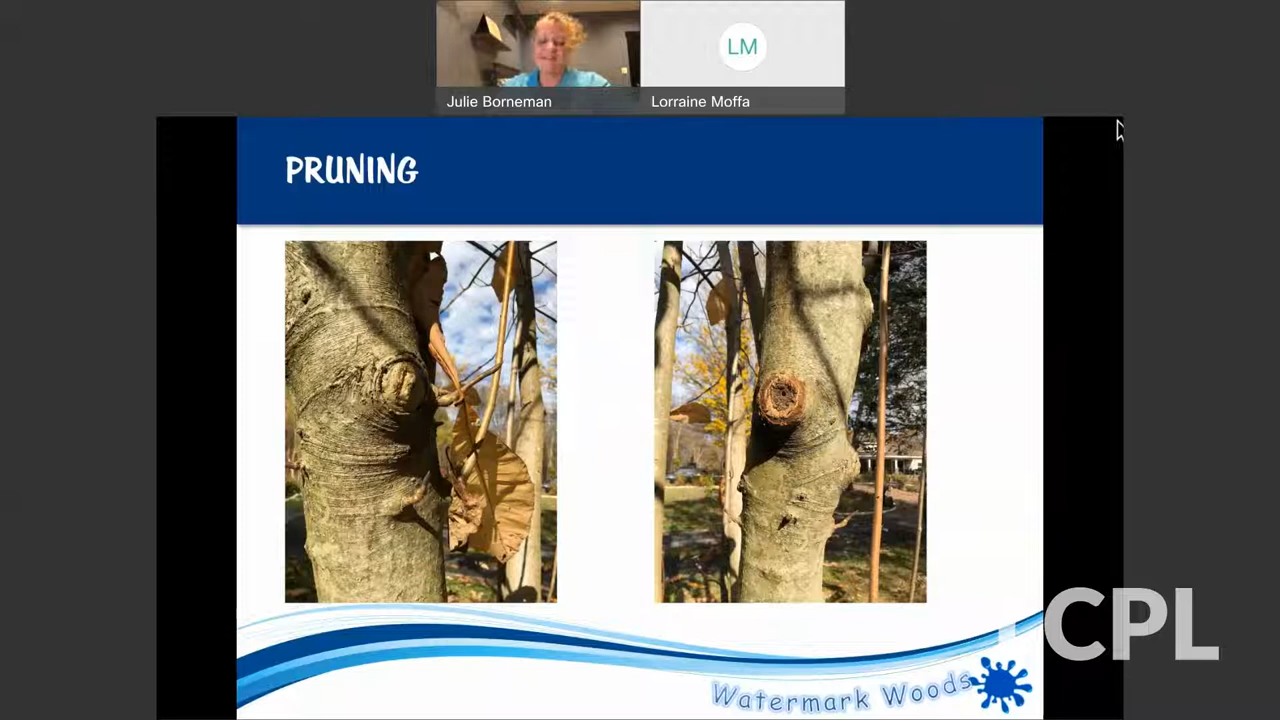 LM
Julie Borneman
Lorraine Moffa
PRUNING
CPL
Watermark Woods